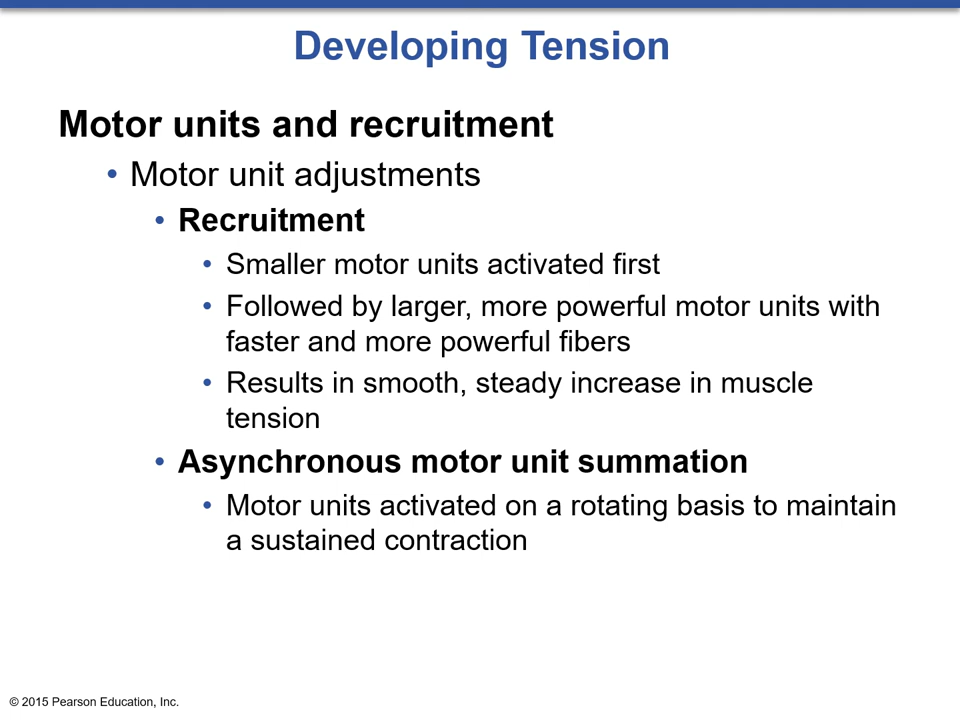 Developing Tension
Motor units and recruitment
• Motor unit adjustments
• Recruitment
• Smaller motor units activated first
• Followed by larger, more powerful motor units with
faster and more powerful fibers
• Results in smooth, steady increase in muscle
tension
• Asynchronous motor unit summation
• Motor units activated on a rotating basis to maintain
a sustained contraction
© 2015 Pearson Education, Inc.